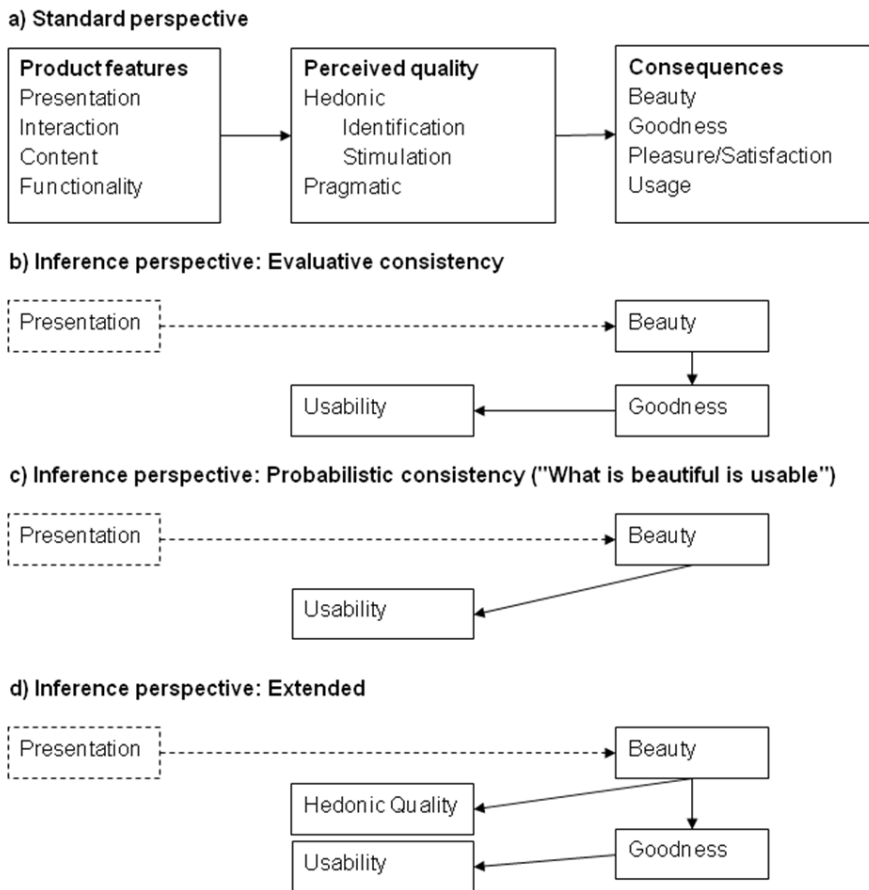 a) Standard perspective
Product features
Presentation
Interaction
Content
Functionality
Perceived quality
Hedonic
Identification
Stimulation
Pragmatic
Consequences
Beauty
Goodness
Pleasure/Satisfaction
Usage
b) Inference perspective: Evaluative consistency
Presentation
Beauty
Usability
Goodness
c) Inference perspective: Probabilistic consistency ("What is beautiful is usable")
Presentation
Beauty
Usability
d) Inference perspective: Extended
Presentation
Beauty
Hedonic Quality
Usability
Goodness